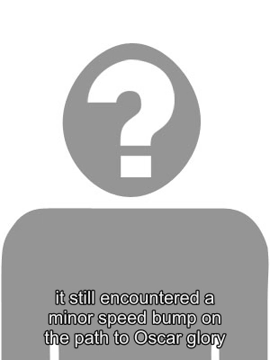 ?
it still encountered a
minor speed bump on
the path to Oscar glory